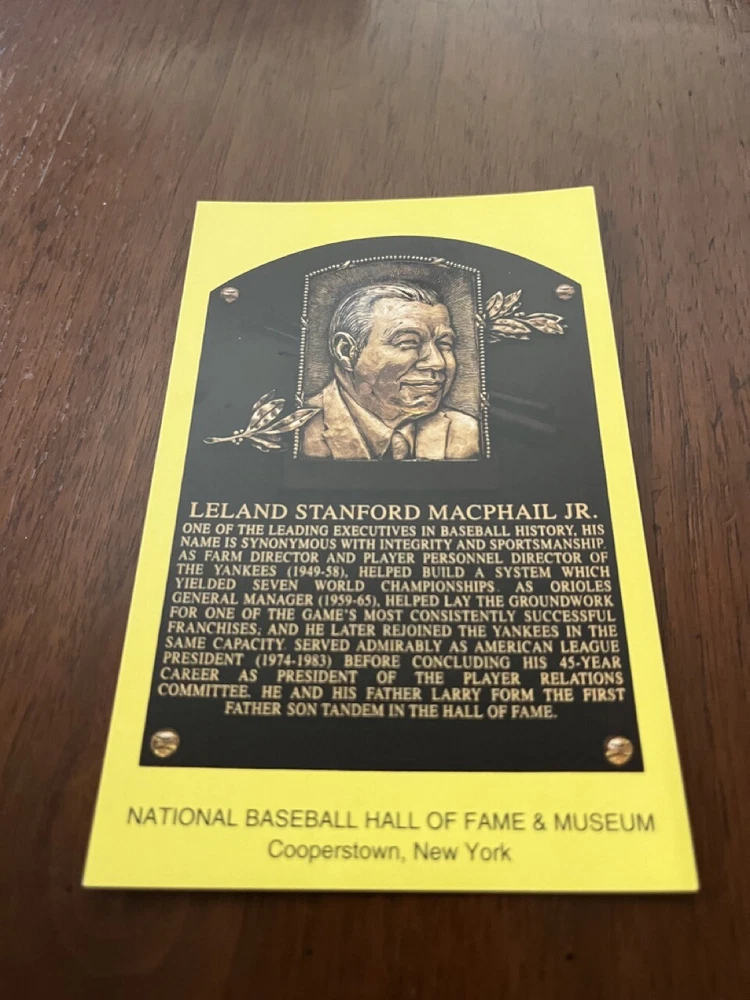 LELAND STANFORD MACPHAIL JR.
ONE OF THE LEADING EXECUTIVES IN BASEBALL HISTORY, HIS
NAME IS SYNONYMOUS WITH INTEGRITY AND SPORTSMANSHIP.
AS FARM DIRECTOR AND PLAYER PERSONNEL DIRECTOR OF
THE YANKEES (1949-58), HELPED BUILD A SYSTEM WHICH
YIELDED SEVEN WORLD CHAMPIONSHIPS. AS ORIOLES
GENERAL MANAGER (1959-65), HELPED LAY THE GROUNDWORK
FOR ONE OF THE GAME'S MOST CONSISTENTLY SUCCESSFUL
FRANCHISES; AND HE LATER REJOINED THE YANKEES IN THE
SAME CAPACITY. SERVED ADMIRABLY AS AMERICAN LEAGUE
PRESIDENT (1974-1983) BEFORE CONCLUDING HIS 45-YEAR
CAREER AS PRESIDENT OF THE PLAYER RELATIONS
COMMITTEE. HE AND HIS FATHER LARRY FORM THE FIRST
FATHER SON TANDEM IN THE HALL OF FAME.
NATIONAL BASEBALL HALL OF FAME & MUSEUM
Cooperstown, New York